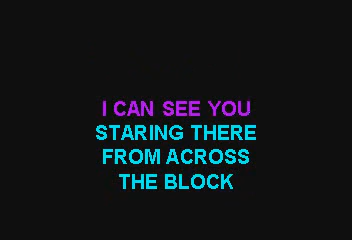 I CAN SEE YOU
STARING THERE
FROM ACROSS
THE BLOCK